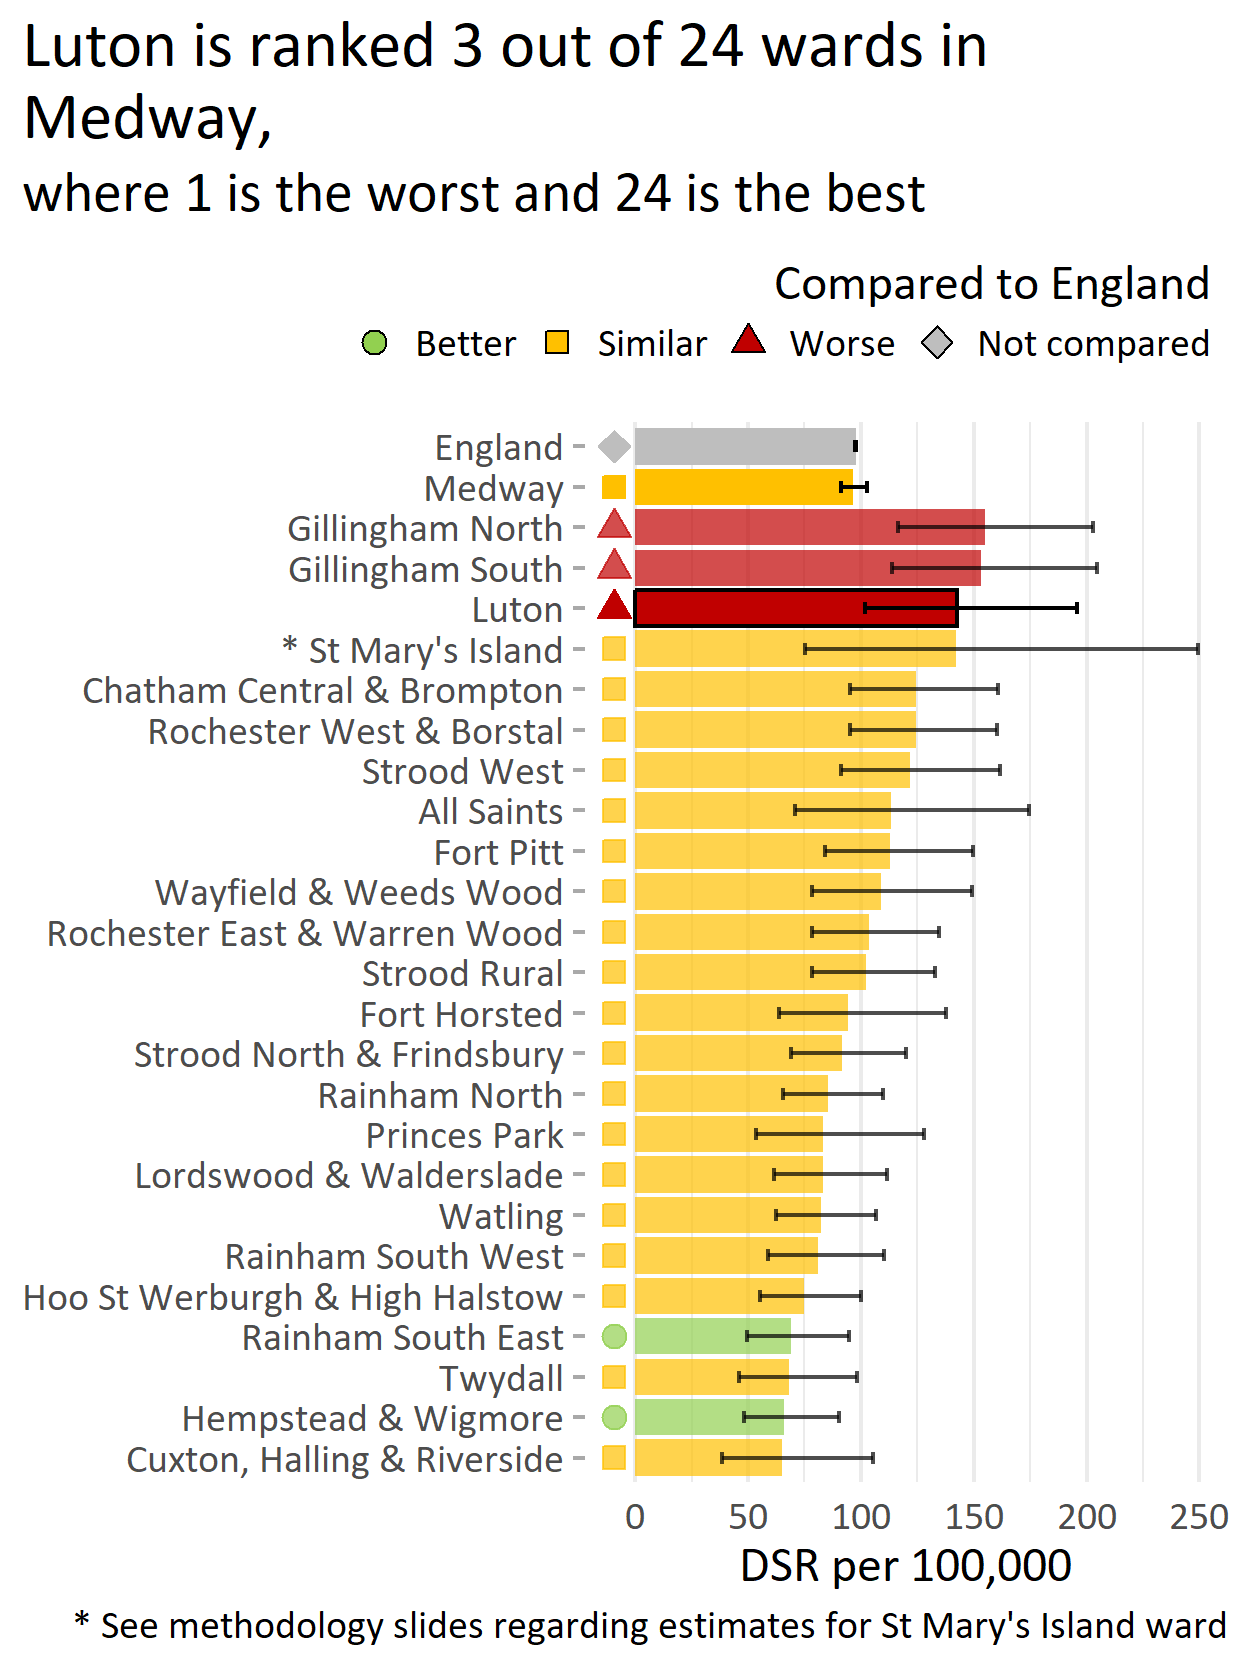 Luton is ranked 3 out of 24 wards in
Medway,
where 1 is the worst and 24 is the best
Compared to England
Better Similar Worse Not compared
England
Medway
Gillingham North
Gillingham South
Luton
* St Mary's Island
Chatham Central & Brompton
Rochester West & Borstal
Strood West
All Saints
Fort Pitt
Wayfield & Weeds Wood
Rochester East & Warren Wood
Strood Rural
Fort Horsted
Strood North & Frindsbury
Rainham North
Princes Park
Lordswood & Walderslade
Watling
Rainham South West
Hoo St Werburgh & High Halstow
Rainham South East
Twydall
Hempstead & Wigmore
Cuxton, Halling & Riverside
0 50 100 150 200 250
DSR per 100,000
* See methodology slides regarding estimates for St Mary's Island ward